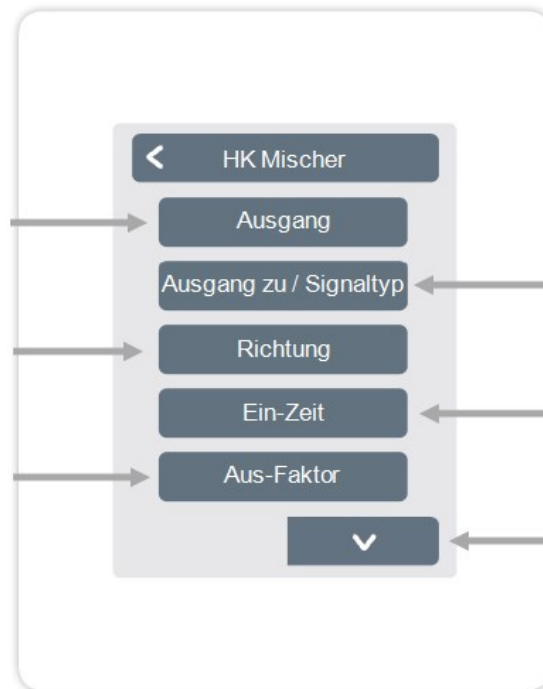 HK Mischer
Ausgang
Ausgang zu / Signaltyp
Richtung
Ein-Zeit
Aus-Faktor